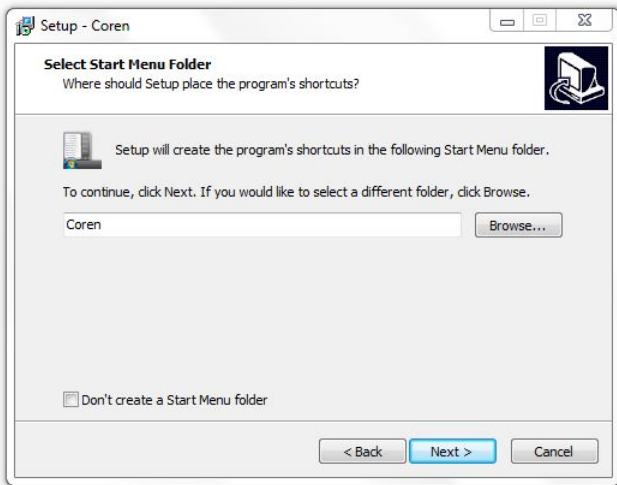 Setup - Coren
Select Start Menu Folder
Where should Setup place the program's shortcuts?
Setup will create the program's shortcuts in the following Start Menu folder.
To continue, click Next. If you would like to select a different folder, click Browse.
Coren
Browse...
Don't create a Start Menu folder
< Back
Next >
Cancel